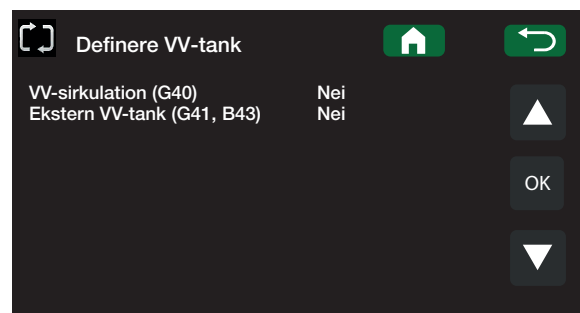 Definere VV-tank
VV-sirkulation (G40) Nei
Ekstern VV-tank (G41, B43) Nei
OK